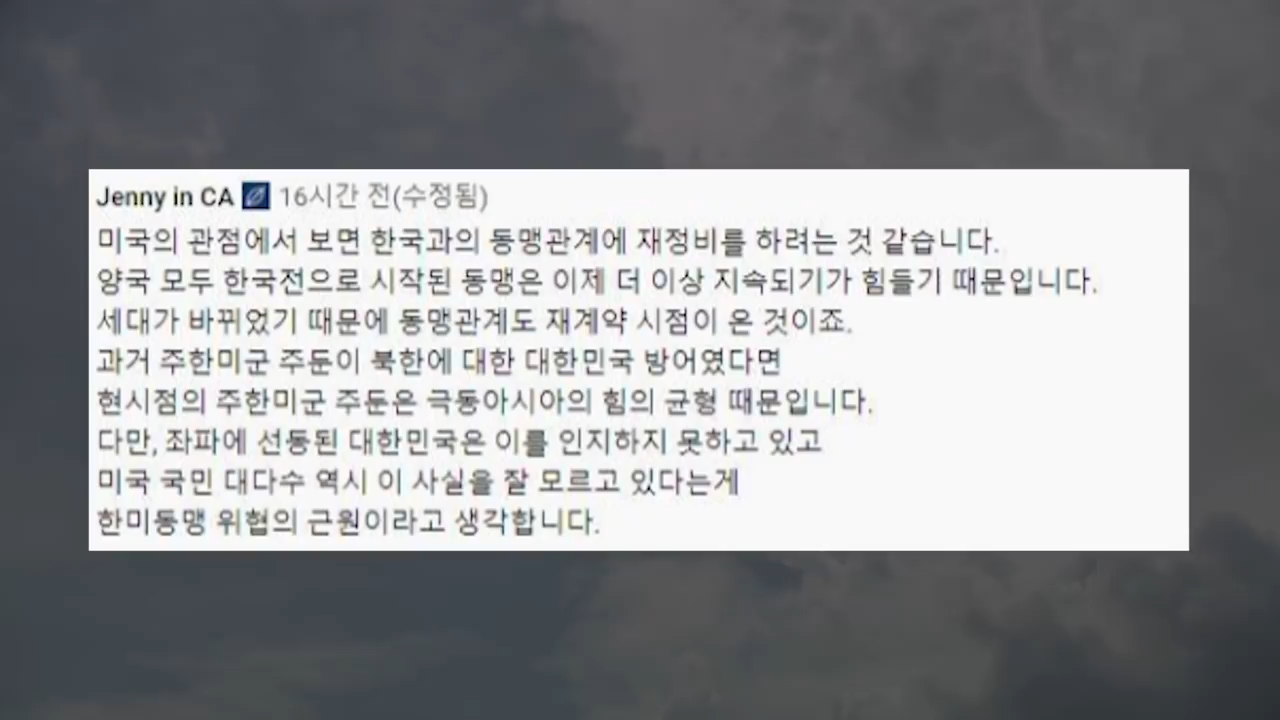 Jenny in CA 16시간 전(수정됨)
미국의 관점에서 보면 한국과의 동맹관계에 재정비를 하려는 것 같습니다.
양국 모두 한국전으로 시작된 동맹은 이제 더 이상 지속되기가 힘들기 때문입니다.
세대가 바뀌었기 때문에 동맹관계도 재계약 시점이 온 것이죠.
과거 주한미군 주둔이 북한에 대한 대한민국 방어였다면
현시점의 주한미군 주둔은 극동아시아의 힘의 균형 때문입니다.
다만, 좌파에 선동된 대한민국은 이를 인지하지 못하고 있고
미국 국민 대다수 역시 이 사실을 잘 모르고 있다는게
한미동맹 위협의 근원이라고 생각합니다.